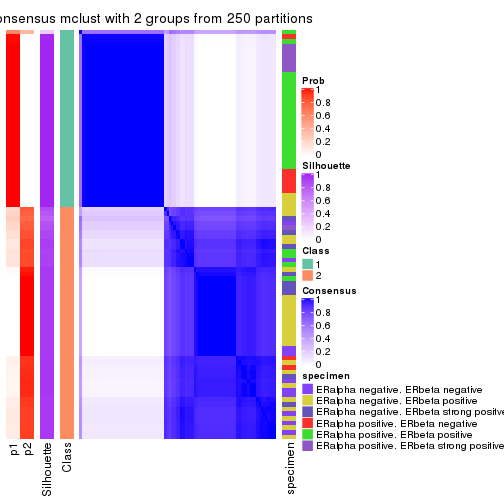 onsensus mclust with 2 groups from 250 partitions
Prob
1
0.8
0.6
0.4
0.2
0
Silhouette
1
0.8
0.6
0.4
0.2
0
Class
1
2
Consensus
1
0.8
0.6
0.4
0.2
0
specimen
ERalpha negative. ERbeta negative
ERalpha negative. ERbeta positive
ERalpha negative. ERbeta strong positive
ERalpha positive. ERbeta negative
ERalpha positive. ERbeta positive
ERalpha positive. ERbeta strong positive
p1
p2
Silhouette
Class
specimen